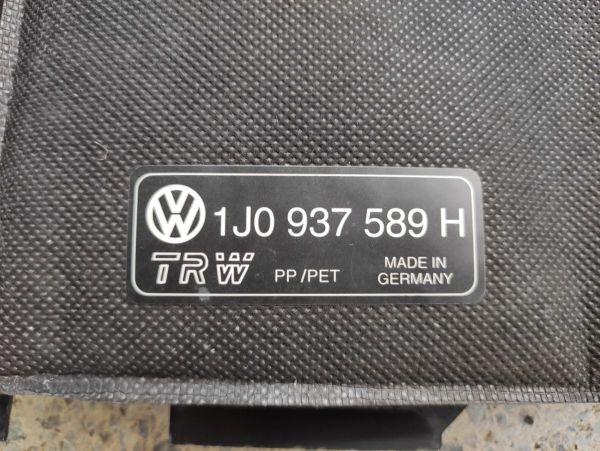 1J0 937 589 H
TRW PP/PET MADE IN
GERMANY